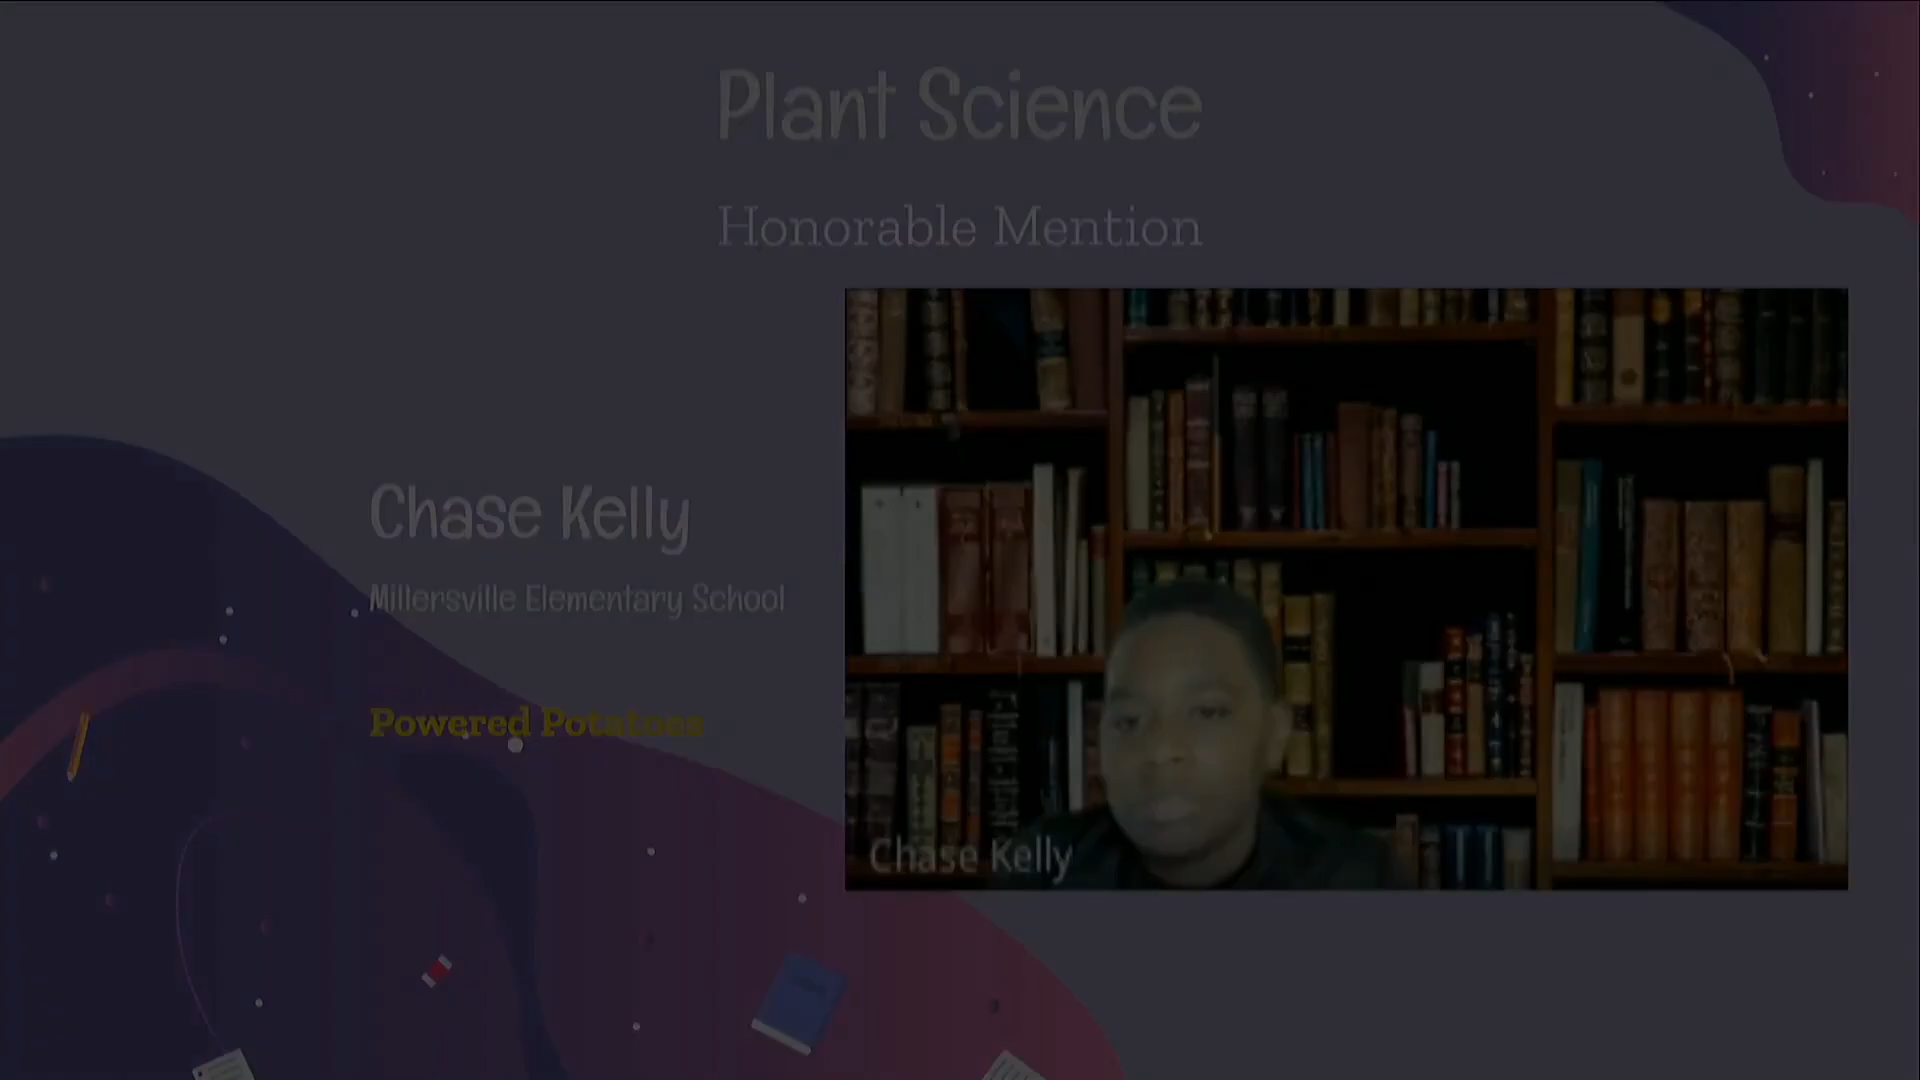 Plant Science
Honorable Mention
Chase Kelly
Millersville Elementary School
Powered Potatoes
Chase Kelly